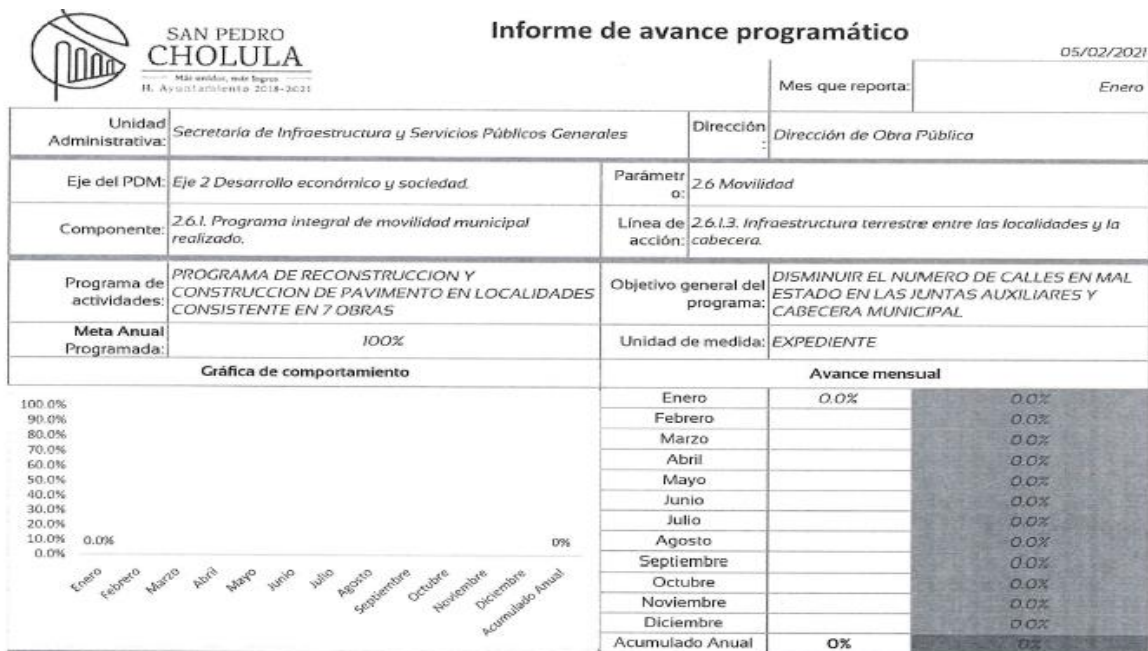 SAN PEDRO
CHOLULA
Más unidos, más logros
H. Ayuntamiento 2018-2021
Informe de avance programático
05/02/2021
Mes que reporta: Enero
Unidad Administrativa: Secretaría de Infraestructura y Servicios Públicos Generales
Dirección : Dirección de Obra Pública
Eje del PDM: Eje 2 Desarrollo económico y sociedad.
Parámetr o: 2.6 Movilidad
Componente: 2.6.1. Programa integral de movilidad municipal
realizado.
Línea de acción: 2.6.1.3. Infraestructura terrestre entre las localidades y la
cabecera.
Programa de actividades: PROGRAMA DE RECONSTRUCCION Y
CONSTRUCCION DE PAVIMENTO EN LOCALIDADES
CONSISTENTE EN 7 OBRAS
Objetivo general del programa: DISMINUIR EL NUMERO DE CALLES EN MAL
ESTADO EN LAS JUNTAS AUXILIARES Y
CABECERA MUNICIPAL
Meta Anual Programada: 100%
Unidad de medida: EXPEDIENTE
Gráfica de comportamiento
100.0%
90.0%
80.0%
70.0%
60.0%
50.0%
40.0%
30.0%
20.0%
10.0%
0.0%
0.0%
0%
Enero
Febrero
Marzo
Abril
Mayo
Junio
Julio
Agosto
Septiembre
Octubre
Noviembre
Diciembre
Acumulado Anual
Avance mensual
Enero 0.0% 0.0%
Febrero 0.0%
Marzo 0.0%
Abril 0.0%
Mayo 0.0%
Junio 0.0%
Julio 0.0%
Agosto 0.0%
Septiembre 0.0%
Octubre 0.0%
Noviembre 0.0%
Diciembre 0.0%
Acumulado Anual 0% 0%